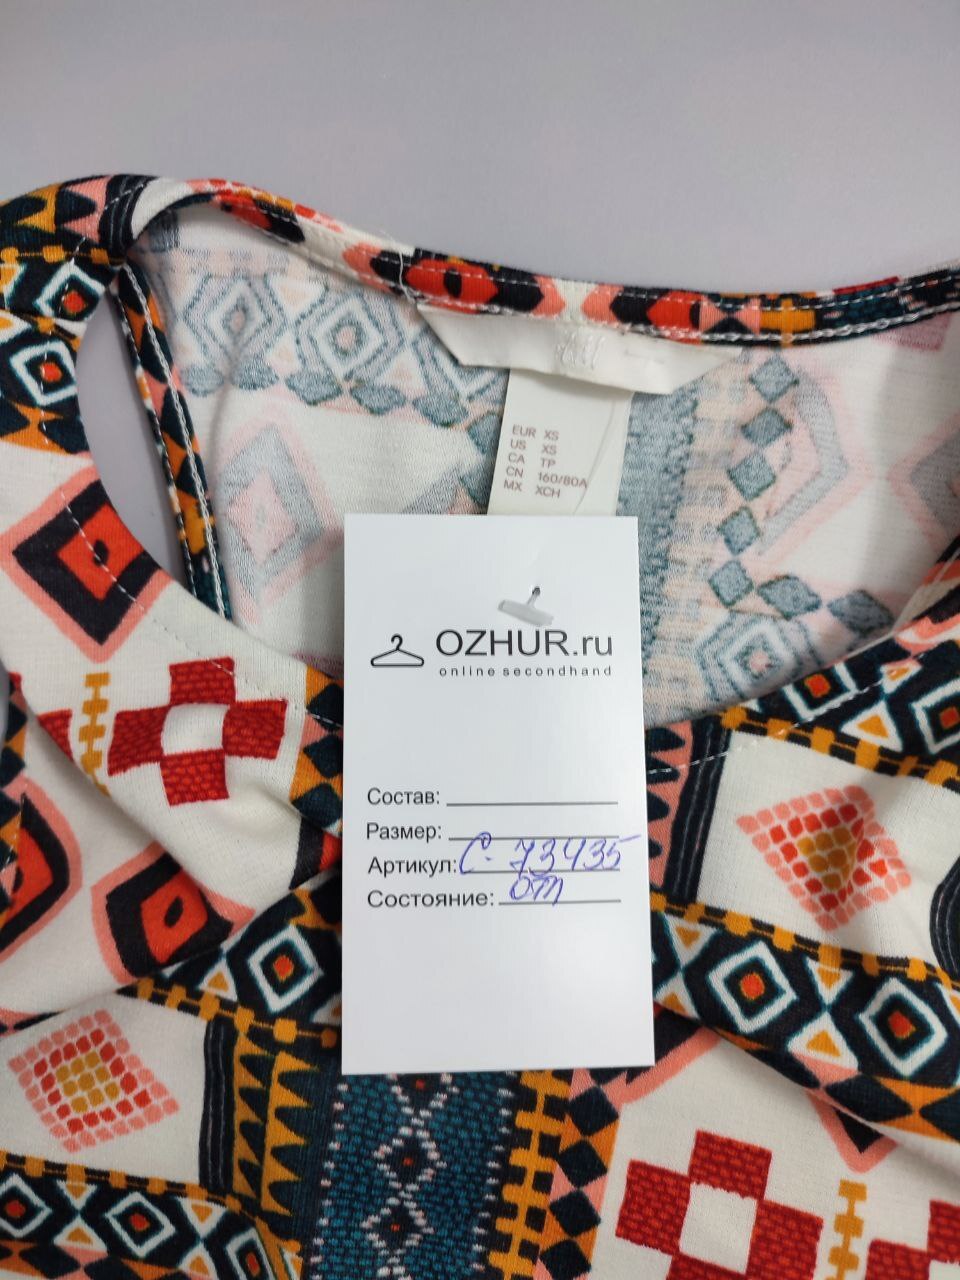 EUR XS
US XS
CA TP
CN 160/80A
MX XCH
OZHUR.ru
online secondhand
Состав:
Размер:
Артикул: С-73435
Состояние: отл